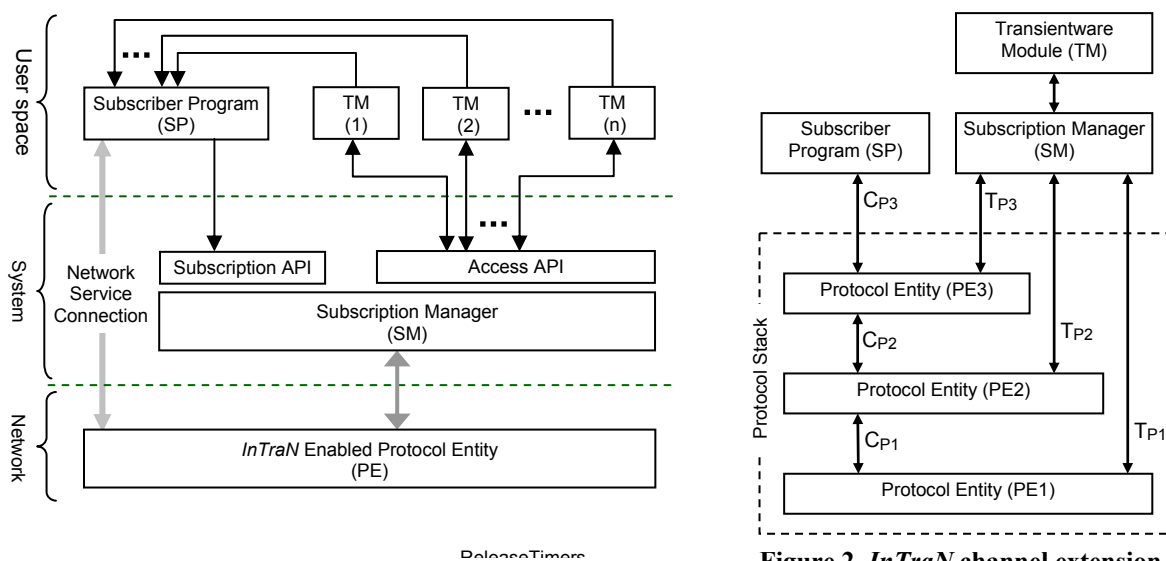 User space
...
Subscriber Program
(SP)
TM
(1)
TM
(2)
...
TM
(n)
System
Network
Service
Connection
...
Subscription API
Access API
Subscription Manager
(SM)
Network
InTraN Enabled Protocol Entity
(PE)
ReleaseTimers
Transientware
Module (TM)
Subscriber
Program (SP)
Subscription Manager
(SM)
CP3
TP3
Protocol Stack
Protocol Entity (PE3)
CP2
TP2
Protocol Entity (PE2)
CP1
TP1
Protocol Entity (PE1)
Figure 2. InTraN channel extension